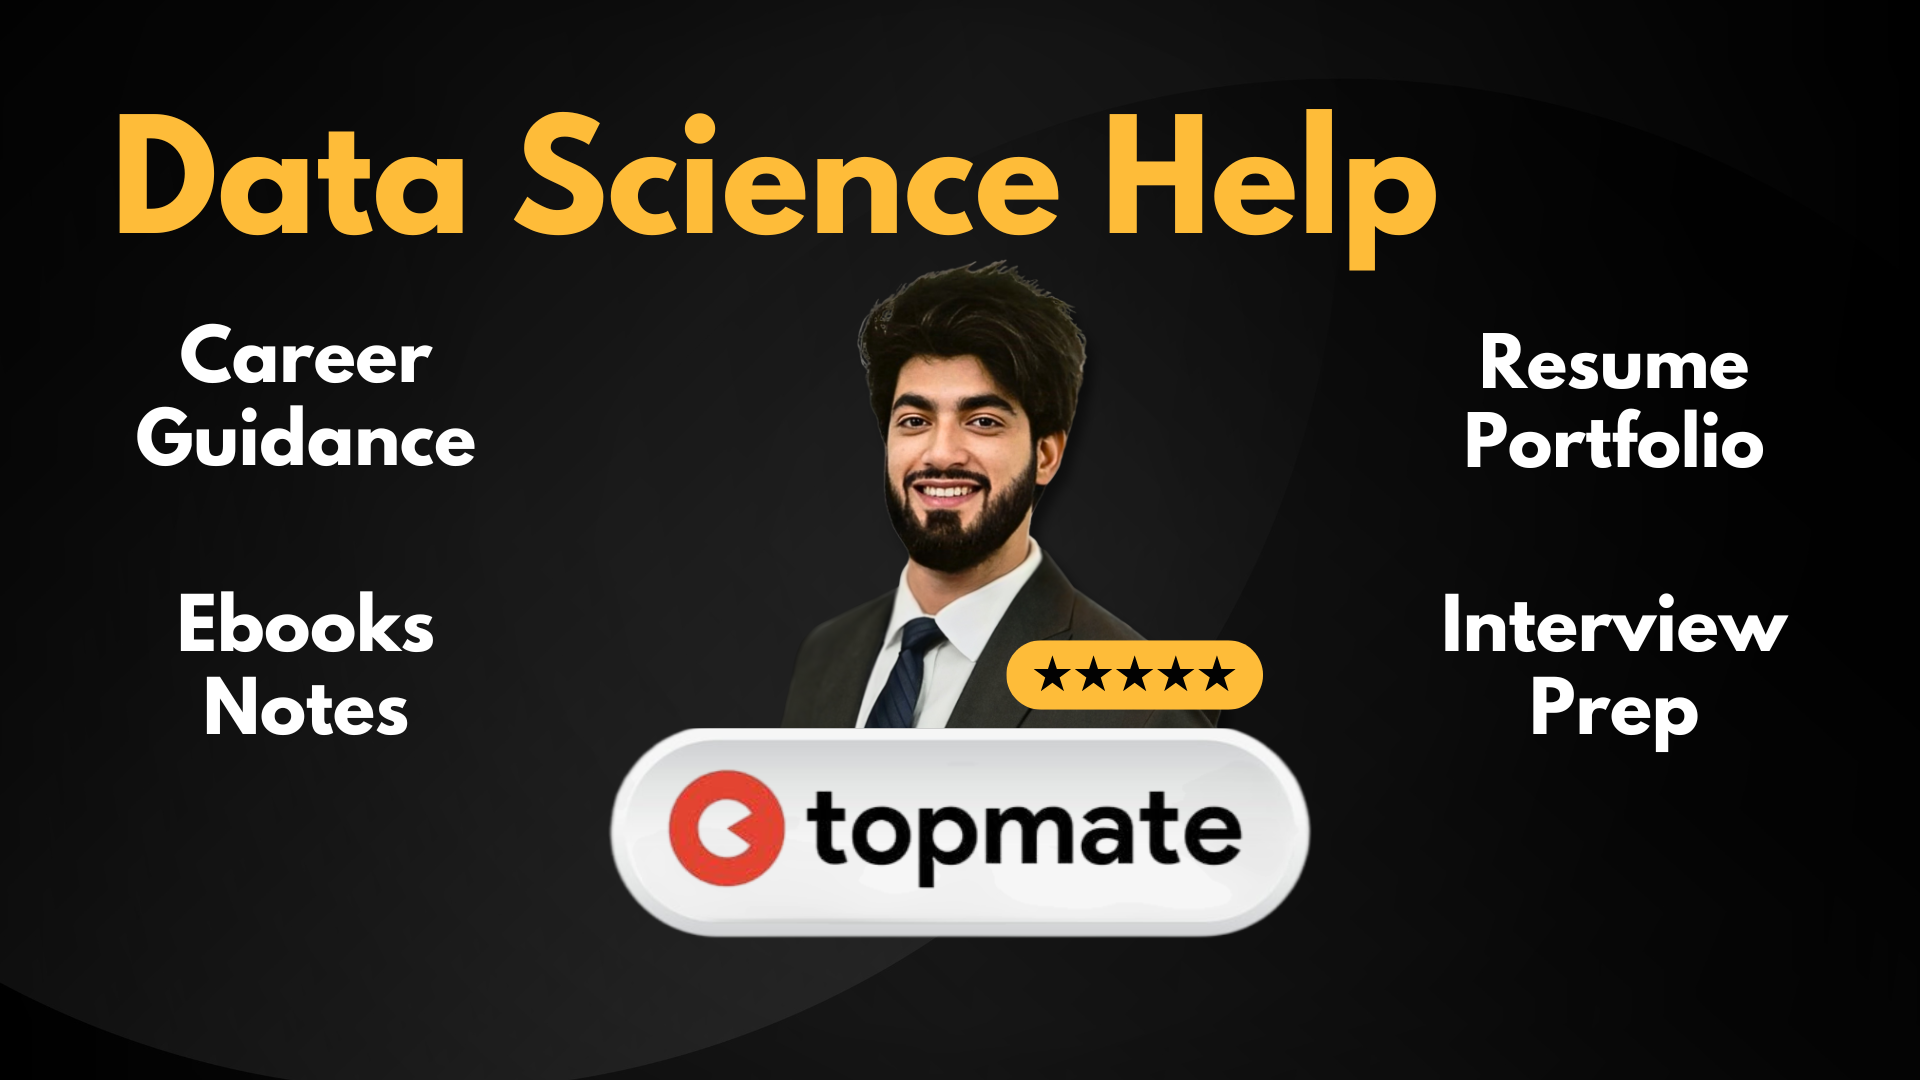 Data Science Help
Career
Guidance
Resume
Portfolio
Ebooks
Notes
Interview
Prep
★★★★★
topmate